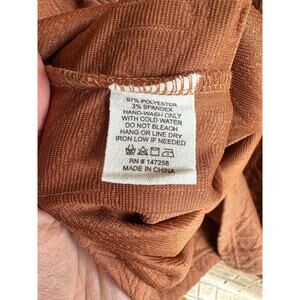 97% POLYESTER
3% SPANDEX
HAND-WASH ONLY
WITH COLD WATER
DO NOT BLEACH
HANG OR LINE DRY
IRON LOW IF NEEDED
RN # 147258
MADE IN CHINA